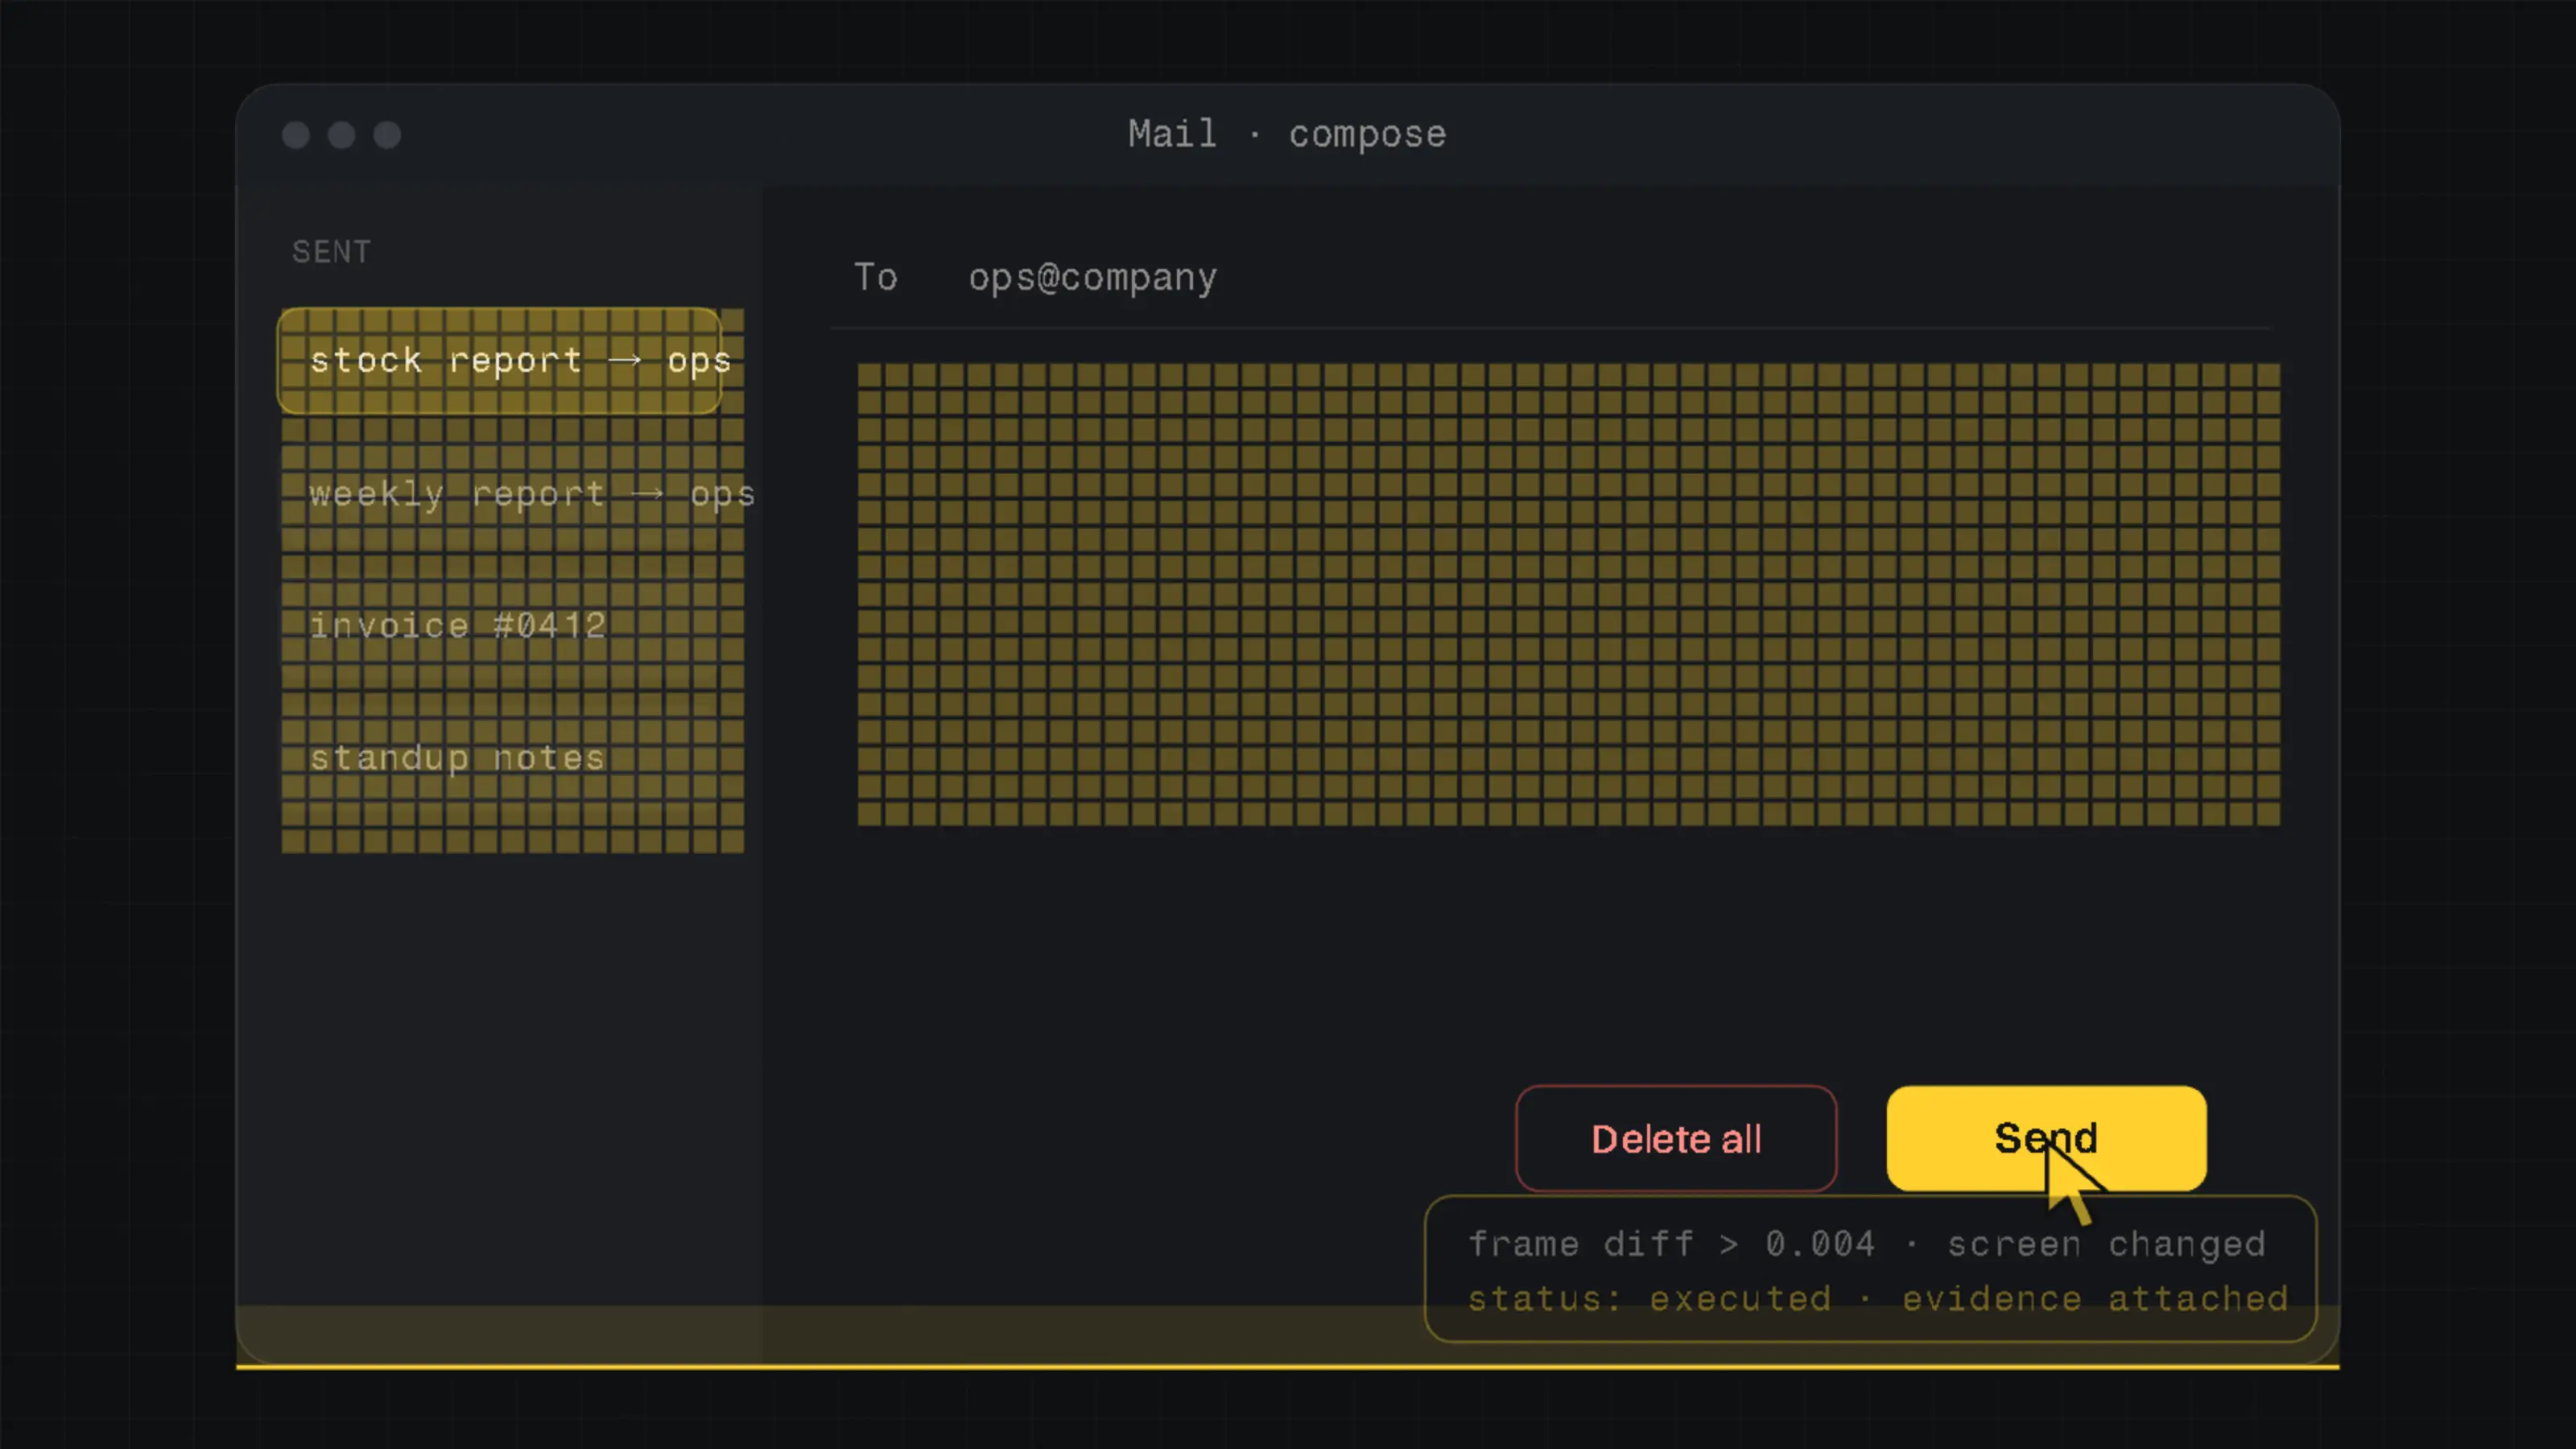 Mail · compose
SENT
stock report → ops
weekly report → ops
invoice #0412
standup notes
To ops@company
Delete all
Send
frame diff > 0.004 · screen changed
status: executed · evidence attached